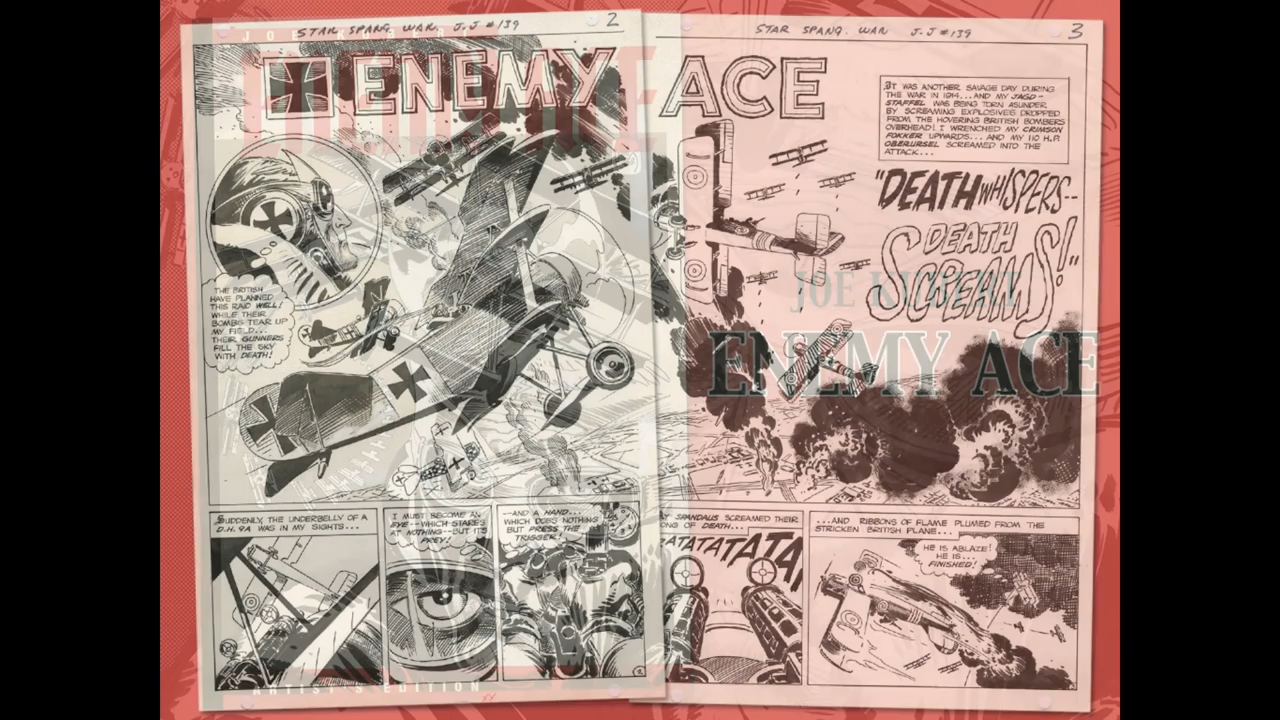 STAR SPANG. WAR. J.J #139
2
STAR SPANG. WAR J.J #139
3
ENEMY ACE
IT WAS ANOTHER SAVAGE DAY DURING
THE WAR IN 1914... AND MY JAGD-
STAFFEL WAS BEING TORN ASUNDER
BY SCREAMING EXPLOSIVES DROPPED
FROM THE HOVERING BRITISH BOMBERS
OVERHEAD! I WRENCHED MY CRIMSON
FOKKER UPWARDS... AND MY 110 H.P.
OBERURSEL SCREAMED INTO THE
ATTACK...
"DEATH WHISPERS--
DEATH
SCREAMS!"
THE BRITISH
HAVE PLANNED
THIS RAID WELL!
WHILE THEIR
BOMBS TEAR UP
MY FIELD...
THEIR GUNNERS
FILL THE SKY
WITH DEATH!
JOE KUBERT
ENEMY ACE
SUDDENLY, THE UNDERBELLY OF A
D.H. 9A WAS IN MY SIGHTS...
I MUST BECOME AN
EYE--WHICH STARES
AT NOTHING--BUT ITS
PREY!
--AND A HAND...
WHICH DOES NOTHING
BUT PRESS THE
TRIGGER!
MY SPANDAUS SCREAMED THEIR
SONG OF DEATH...
RATATATATATA
...AND RIBBONS OF FLAME PLUMED FROM THE
STRICKEN BRITISH PLANE...
HE IS ABLAZE!
HE IS...
FINISHED!
ARTIST'S EDITION